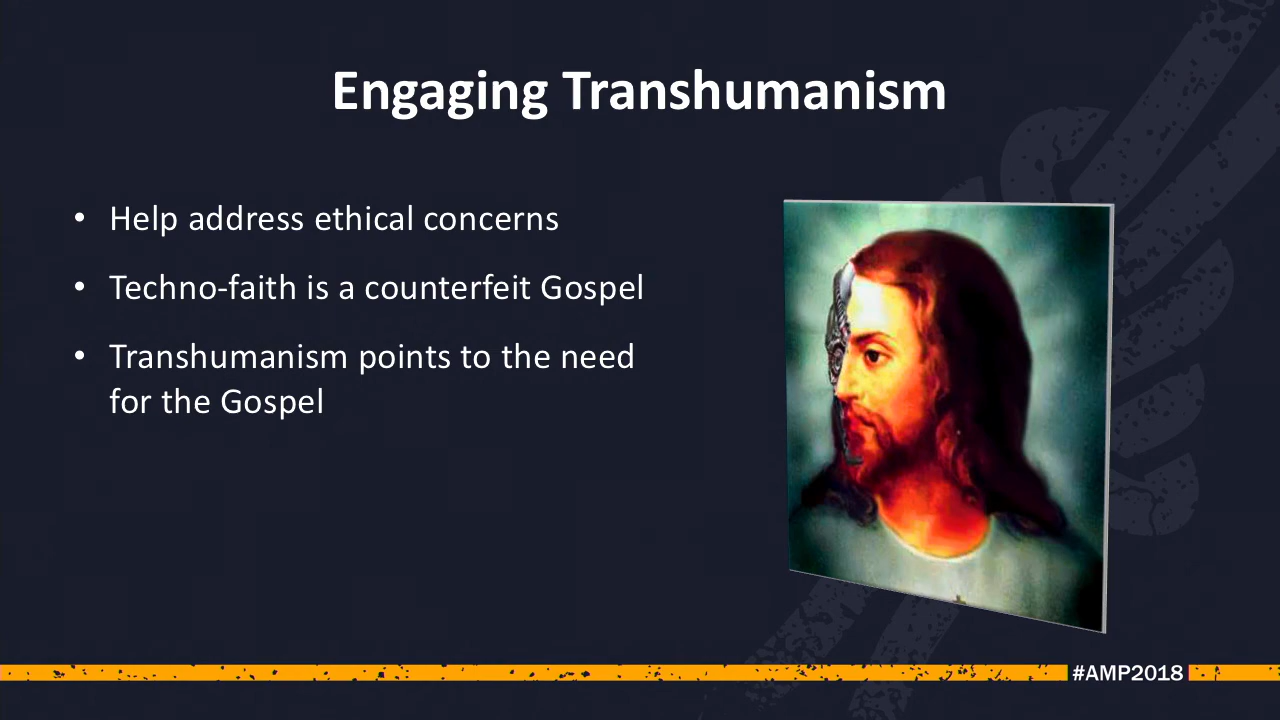 Engaging Transhumanism
• Help address ethical concerns
• Techno-faith is a counterfeit Gospel
• Transhumanism points to the need
for the Gospel
#AMP2018